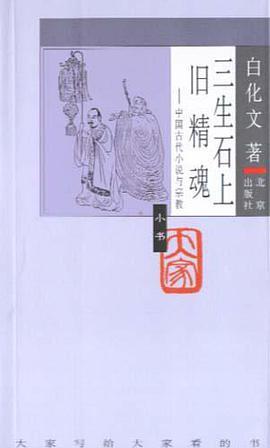 白化文 著
北京出版社
三生石上
旧精魂
——中国古代小说与宗教
大家
小书
大家写给大家看的书